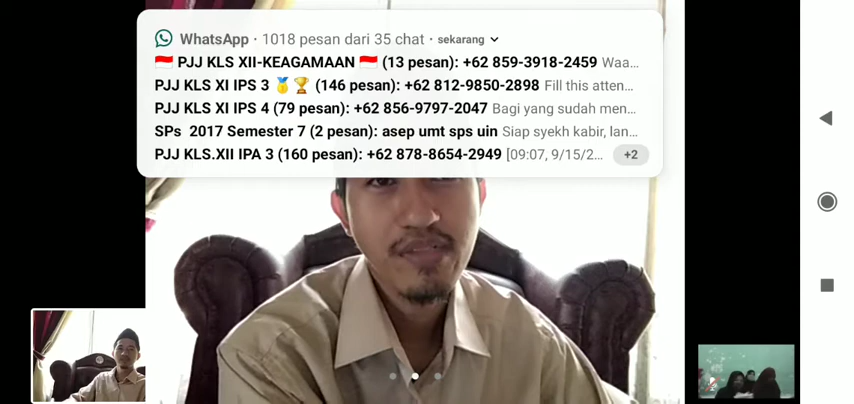 WhatsApp · 1018 pesan dari 35 chat · sekarang
PJJ KLS XII-KEAGAMAAN (13 pesan): +62 859-3918-2459 Waa...
PJJ KLS XI IPS 3 (146 pesan): +62 812-9850-2898 Fill this atten...
PJJ KLS XI IPS 4 (79 pesan): +62 856-9797-2047 Bagi yang sudah men...
SPs 2017 Semester 7 (2 pesan): asep umt sps uin Siap syekh kabir, lan...
PJJ KLS.XII IPA 3 (160 pesan): +62 878-8654-2949 [09:07, 9/15/2... +2